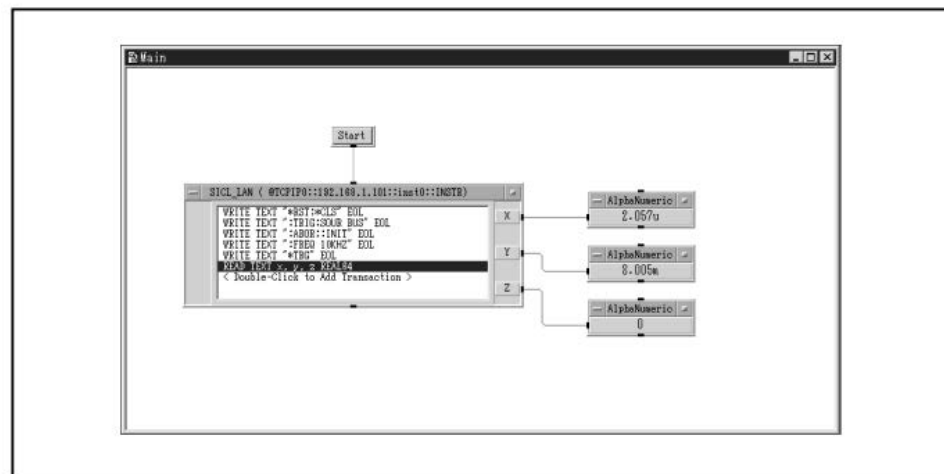 Main
Start
SICL_LAN ( @TCPIP0::192.168.1.101::inst0::INSTR)
WRITE TEXT "*RST;*CLS" EOL
WRITE TEXT ":TRIG:SOUR BUS" EOL
WRITE TEXT ":ABOR::INIT" EOL
WRITE TEXT ":FREQ 10KHZ" EOL
WRITE TEXT "*TRG" EOL
READ TEXT x, y, z REAL64
< Double-Click to Add Transaction >
X
Y
Z
AlphaNumeric
2.057u
AlphaNumeric
8.005m
AlphaNumeric
0